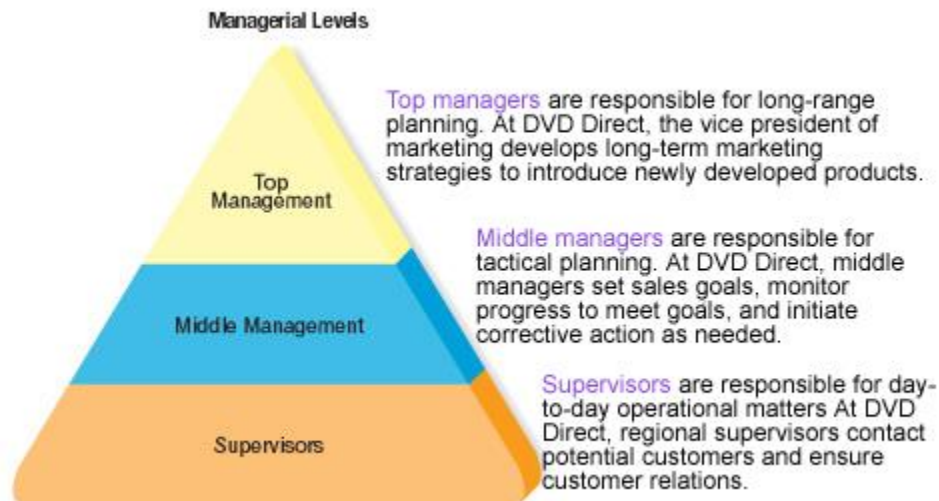 Managerial Levels
Top managers are responsible for long-range
planning. At DVD Direct, the vice president of
marketing develops long-term marketing
strategies to introduce newly developed products.
Top
Management
Middle managers are responsible for
tactical planning. At DVD Direct, middle
managers set sales goals, monitor
progress to meet goals, and initiate
corrective action as needed.
Middle Management
Supervisors are responsible for day-
to-day operational matters At DVD
Direct, regional supervisors contact
potential customers and ensure
customer relations.
Supervisors